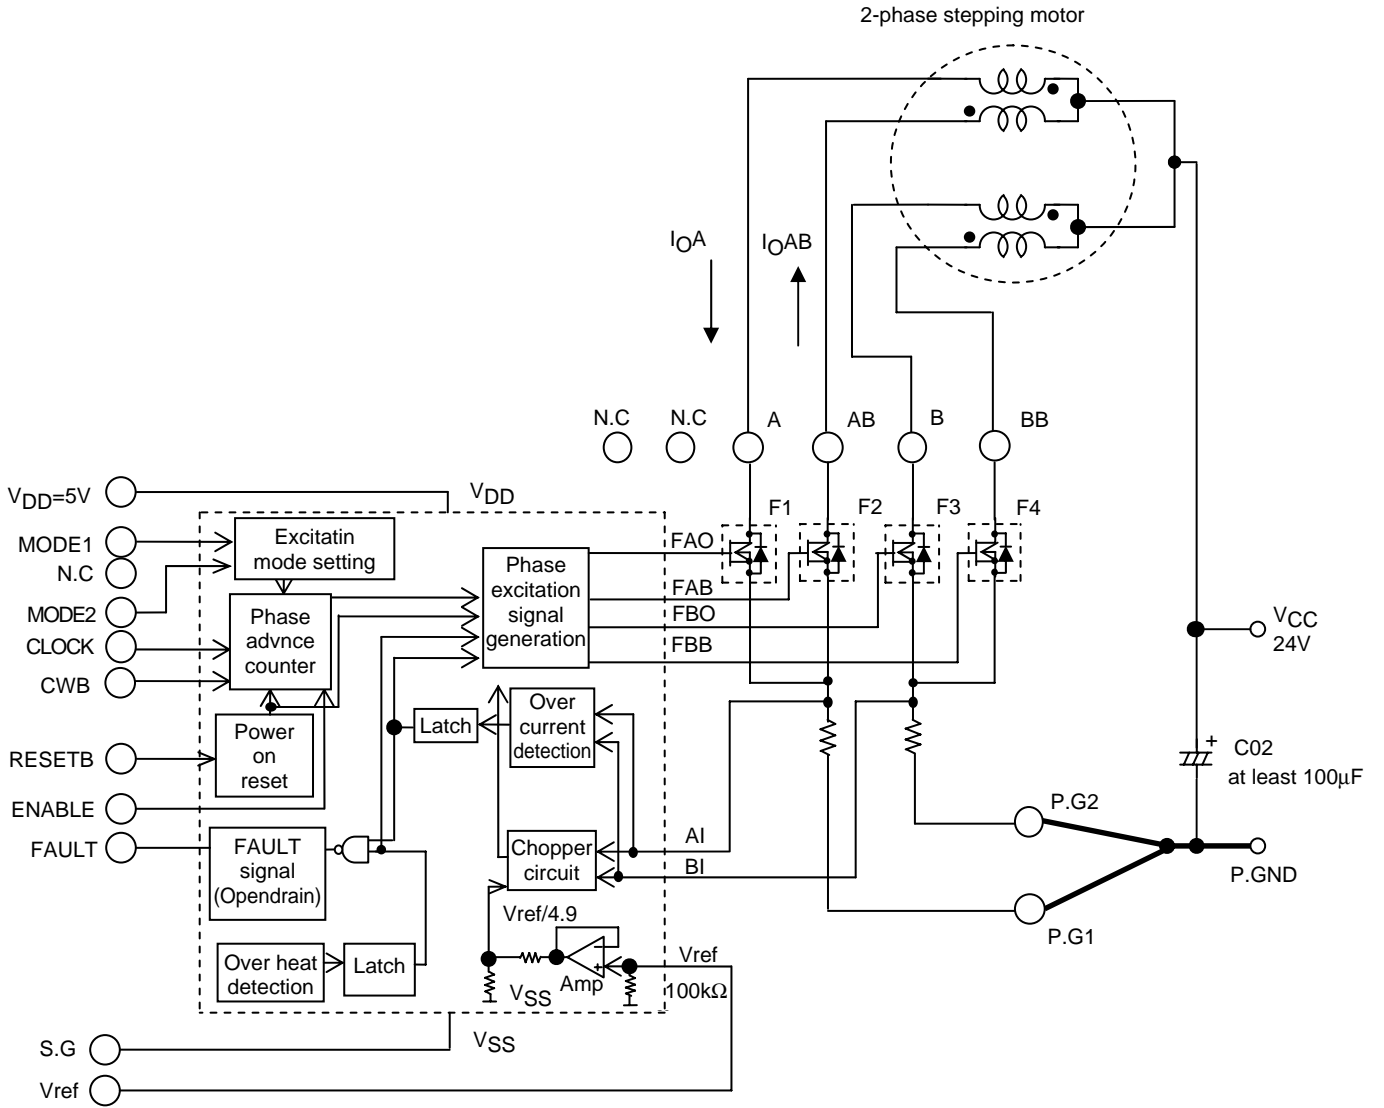 2-phase stepping motor
IOA
IOAB
N.C
N.C
A
AB
B
BB
VDD=5V
VDD
F1
F2
F3
F4
MODE1
N.C
MODE2
CLOCK
CWB
RESETB
ENABLE
FAULT
Excitatin
mode setting
Phase
advnce
counter
Power
on
reset
Phase
excitation
signal
generation
FAO
FAB
FBO
FBB
Latch
Over
current
detection
VCC
24V
+
C02
at least 100μF
FAULT
signal
(Opendrain)
Chopper
circuit
AI
BI
P.G2
P.GND
P.G1
Vref/4.9
Over heat
detection
Latch
VSS
Amp
Vref
100kΩ
S.G
VSS
Vref